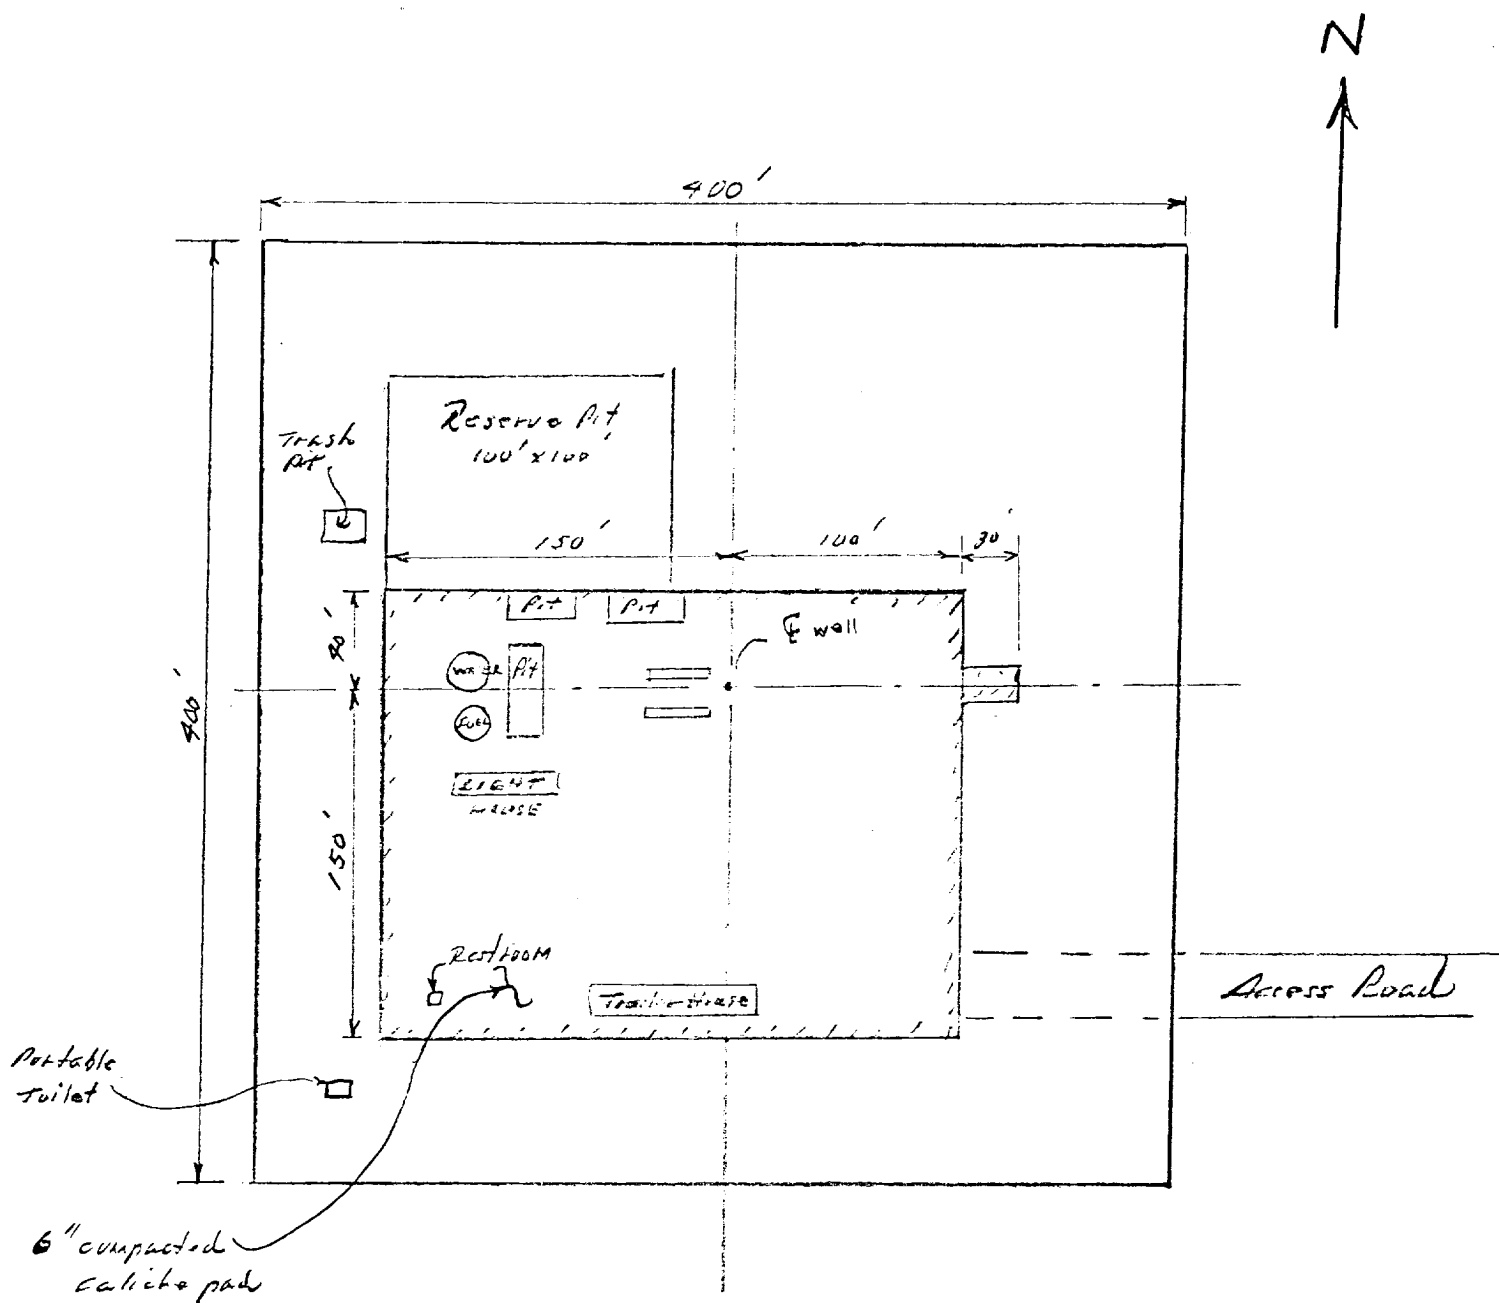 N
400'
Reserve Pit
100' x 100'
Trash
Pit
150'
100'
30'
Pit
Pit
℄ well
Water
Pit
Fuel
400'
150'
LIGHT
HOUSE
Restroom
Trailer House
Access Road
Portable
Toilet
6" compacted
caliche pad